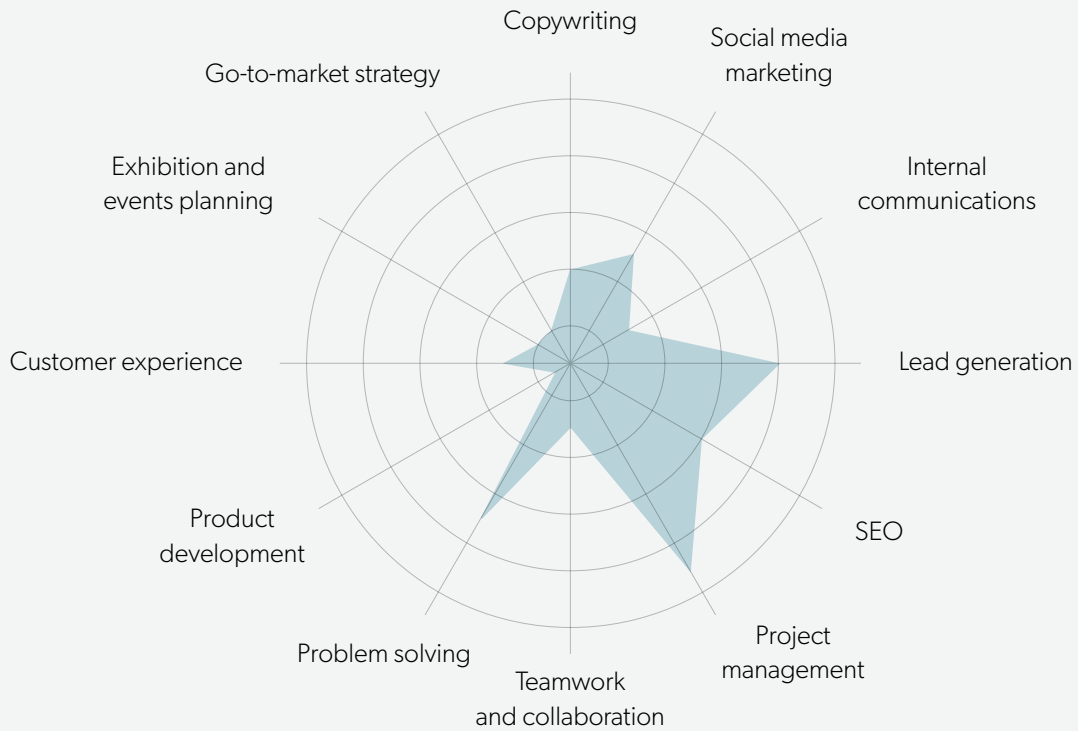 Copywriting
Social media
marketing
Internal
communications
Lead generation
SEO
Project
management
Teamwork
and collaboration
Problem solving
Product
development
Customer experience
Exhibition and
events planning
Go-to-market strategy